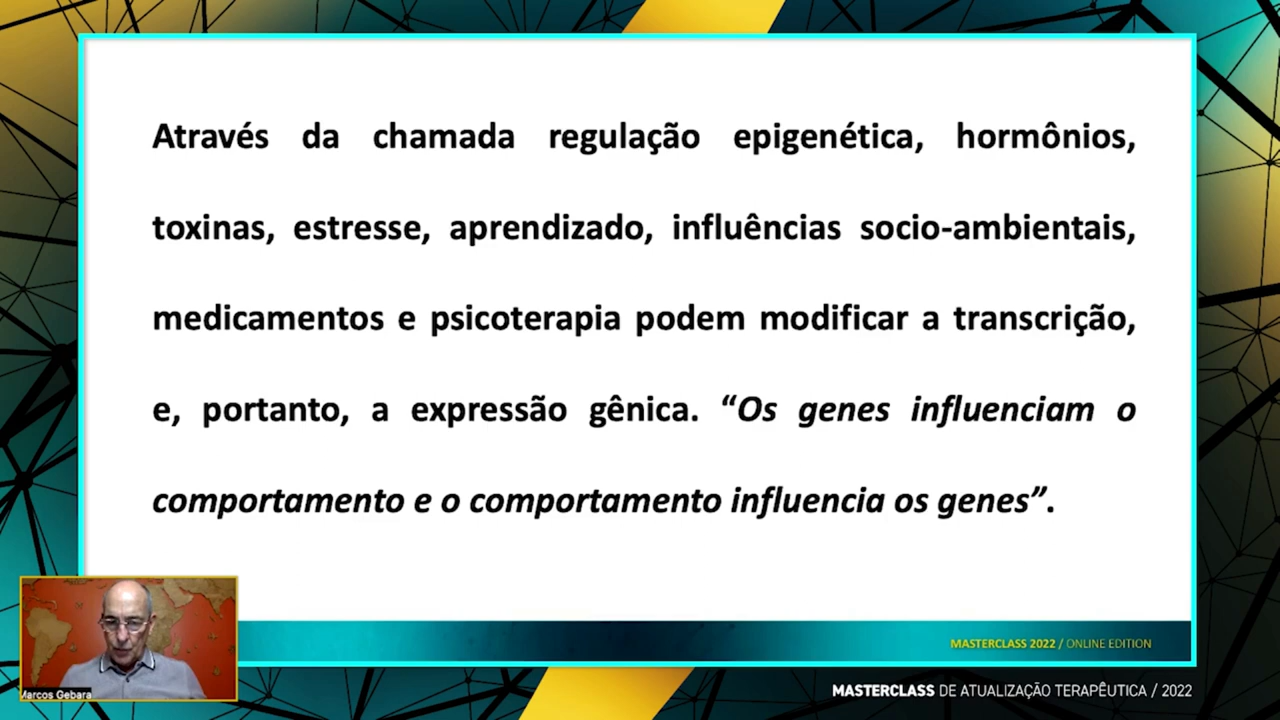 Através da chamada regulação epigenética, hormônios,
toxinas, estresse, aprendizado, influências socio-ambientais,
medicamentos e psicoterapia podem modificar a transcrição,
e, portanto, a expressão gênica. “Os genes influenciam o
comportamento e o comportamento influencia os genes”.
MASTERCLASS 2022 / ONLINE EDITION
Marcos Gebara
MASTERCLASS DE ATUALIZAÇÃO TERAPÊUTICA / 2022